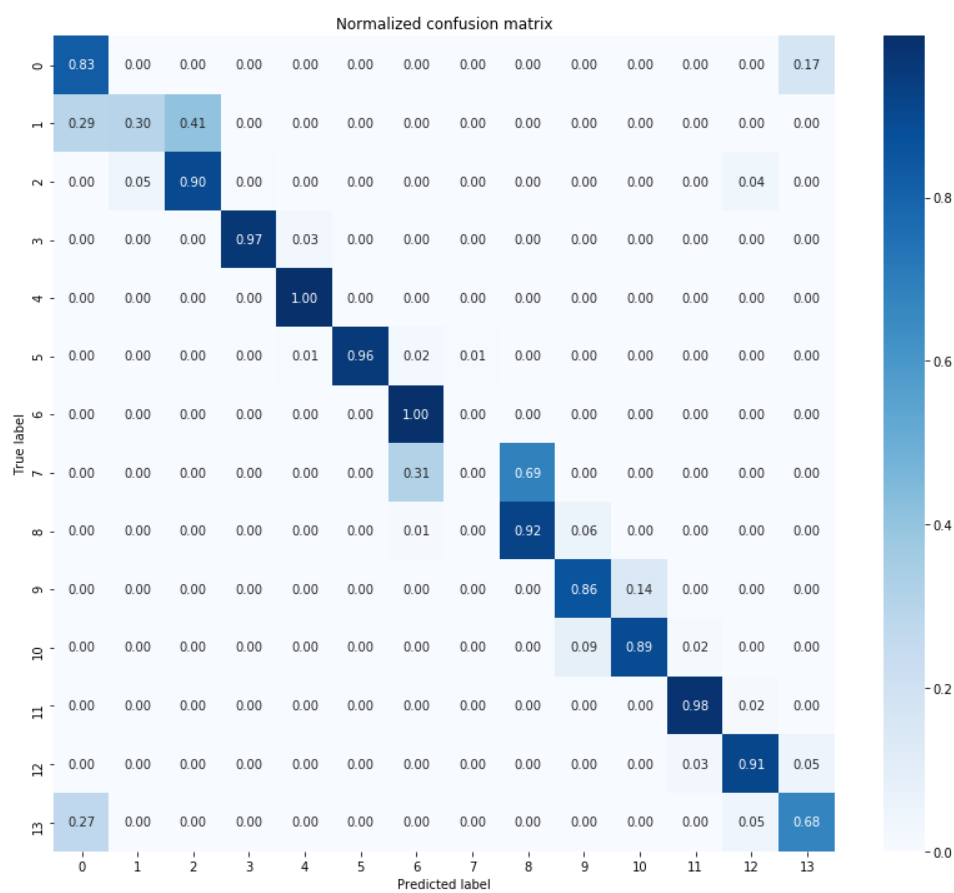 Normalized confusion matrix
0 0.83 0.00 0.00 0.00 0.00 0.00 0.00 0.00 0.00 0.00 0.00 0.00 0.00 0.17
1 0.29 0.30 0.41 0.00 0.00 0.00 0.00 0.00 0.00 0.00 0.00 0.00 0.00 0.00
2 0.00 0.05 0.90 0.00 0.00 0.00 0.00 0.00 0.00 0.00 0.00 0.00 0.04 0.00
3 0.00 0.00 0.00 0.97 0.03 0.00 0.00 0.00 0.00 0.00 0.00 0.00 0.00 0.00
4 0.00 0.00 0.00 0.00 1.00 0.00 0.00 0.00 0.00 0.00 0.00 0.00 0.00 0.00
5 0.00 0.00 0.00 0.00 0.01 0.96 0.02 0.01 0.00 0.00 0.00 0.00 0.00 0.00
6 0.00 0.00 0.00 0.00 0.00 0.00 1.00 0.00 0.00 0.00 0.00 0.00 0.00 0.00
7 0.00 0.00 0.00 0.00 0.00 0.00 0.31 0.00 0.69 0.00 0.00 0.00 0.00 0.00
8 0.00 0.00 0.00 0.00 0.00 0.00 0.01 0.00 0.92 0.06 0.00 0.00 0.00 0.00
9 0.00 0.00 0.00 0.00 0.00 0.00 0.00 0.00 0.00 0.86 0.14 0.00 0.00 0.00
10 0.00 0.00 0.00 0.00 0.00 0.00 0.00 0.00 0.00 0.09 0.89 0.02 0.00 0.00
11 0.00 0.00 0.00 0.00 0.00 0.00 0.00 0.00 0.00 0.00 0.00 0.98 0.02 0.00
12 0.00 0.00 0.00 0.00 0.00 0.00 0.00 0.00 0.00 0.00 0.00 0.03 0.91 0.05
13 0.27 0.00 0.00 0.00 0.00 0.00 0.00 0.00 0.00 0.00 0.00 0.00 0.05 0.68
0 1 2 3 4 5 6 7 8 9 10 11 12 13
Predicted label
True label
0.8
0.6
0.4
0.2
0.0